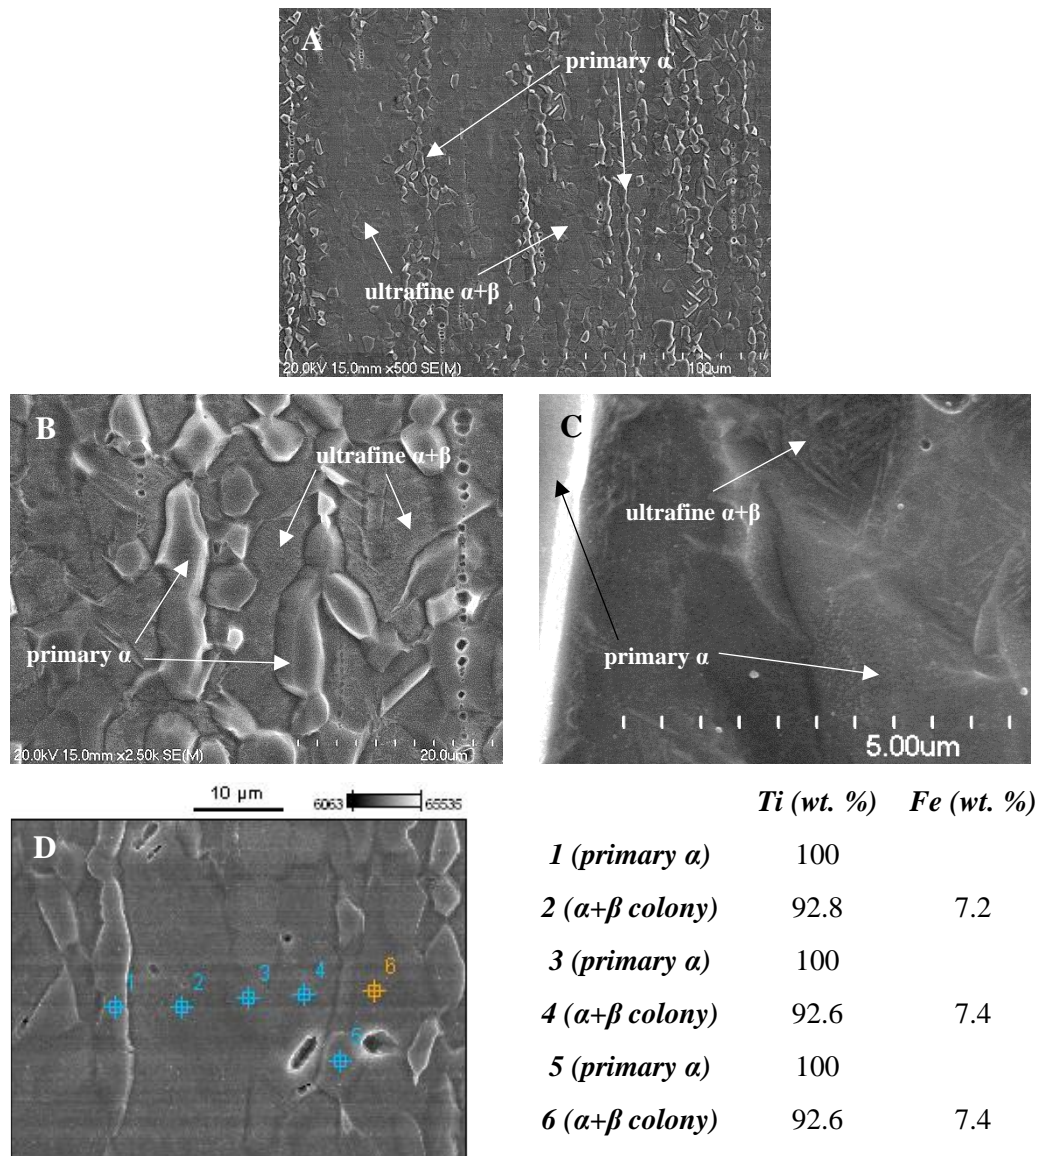 A
primary α
ultrafine α+β
20.0kV 15.0mm x500 SE(M)
100um
B
ultrafine α+β
primary α
20.0kV 15.0mm x2.50k SE(M)
20.0um
C
ultrafine α+β
primary α
5.00um
10 μm
6063 65535
D
1
2
3
4
5
6
Ti (wt. %) Fe (wt. %)
1 (primary α) 100
2 (α+β colony) 92.8 7.2
3 (primary α) 100
4 (α+β colony) 92.6 7.4
5 (primary α) 100
6 (α+β colony) 92.6 7.4